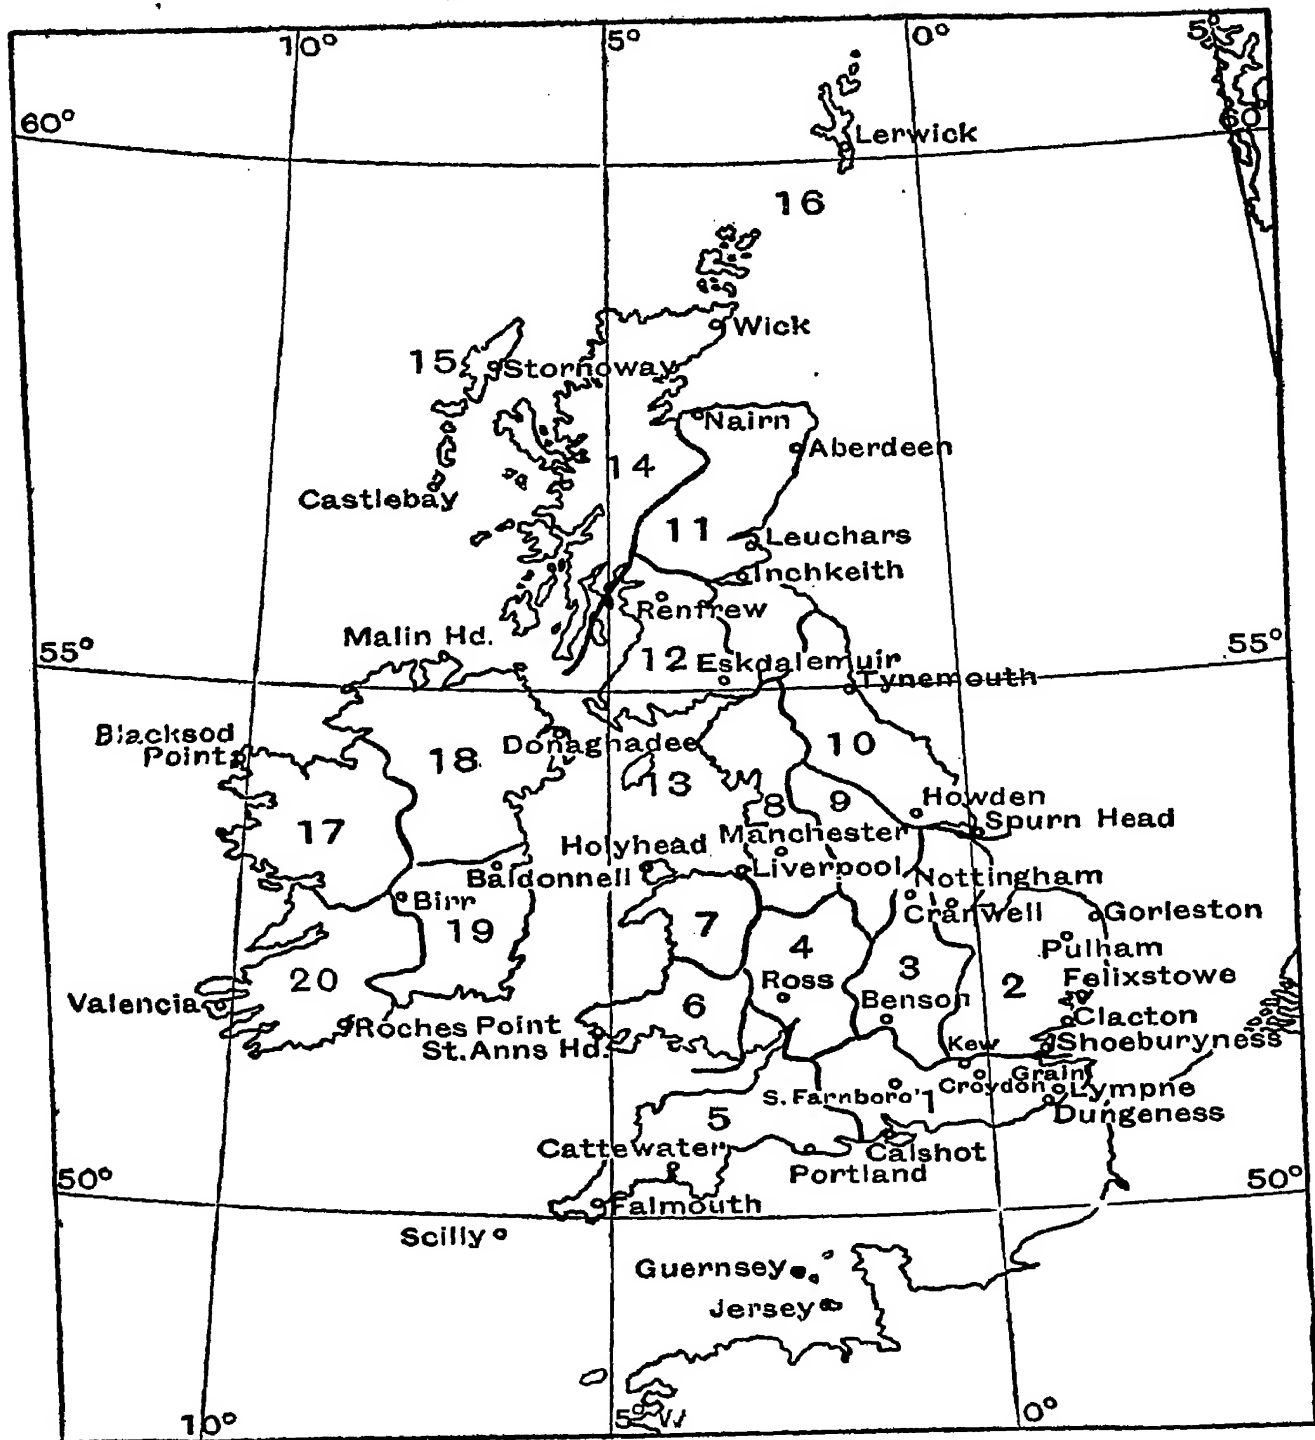 10° 5° 0° 5°
60° 60°
Lerwick
16
Wick
15
Stornoway
Nairn
Aberdeen
14
Castlebay
11
Leuchars
Inchkeith
Renfrew
Malin Hd.
55° 55°
12 Eskdalemuir
Tynemouth
Blacksod
Point
18
Donaghadee
10
13
8
9
Howden
17
Manchester
Spurn Head
Holyhead
Baldonnell
Liverpool
Nottingham
Birr
Cranwell
Gorleston
19
7
4
Pulham
20
3
2
Felixstowe
Ross
Valencia
6
Benson
Clacton
Roches Point
St. Anns Hd.
Kew
Shoeburyness
Grain
S. Farnboro'
1
Croydon
Lympne
Dungeness
5
Cattewater
Calshot
Portland
50° 50°
Falmouth
Scilly
Guernsey
Jersey
10° 5° W 0°